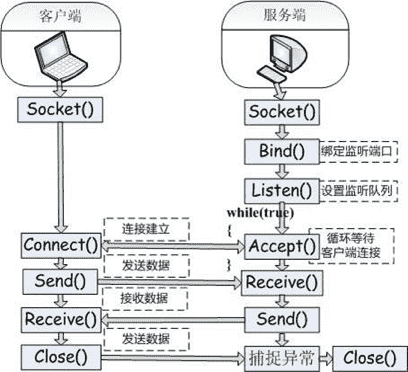 客户端
服务端
Socket()
Socket()
Bind()
绑定监听端口
Listen()
设置监听队列
while(true)
{
连接建立
Connect()
Accept()
循环等待
客户端连接
}
发送数据
Send()
Receive()
接收数据
Receive()
Send()
发送数据
Close()
捕捉异常
Close()